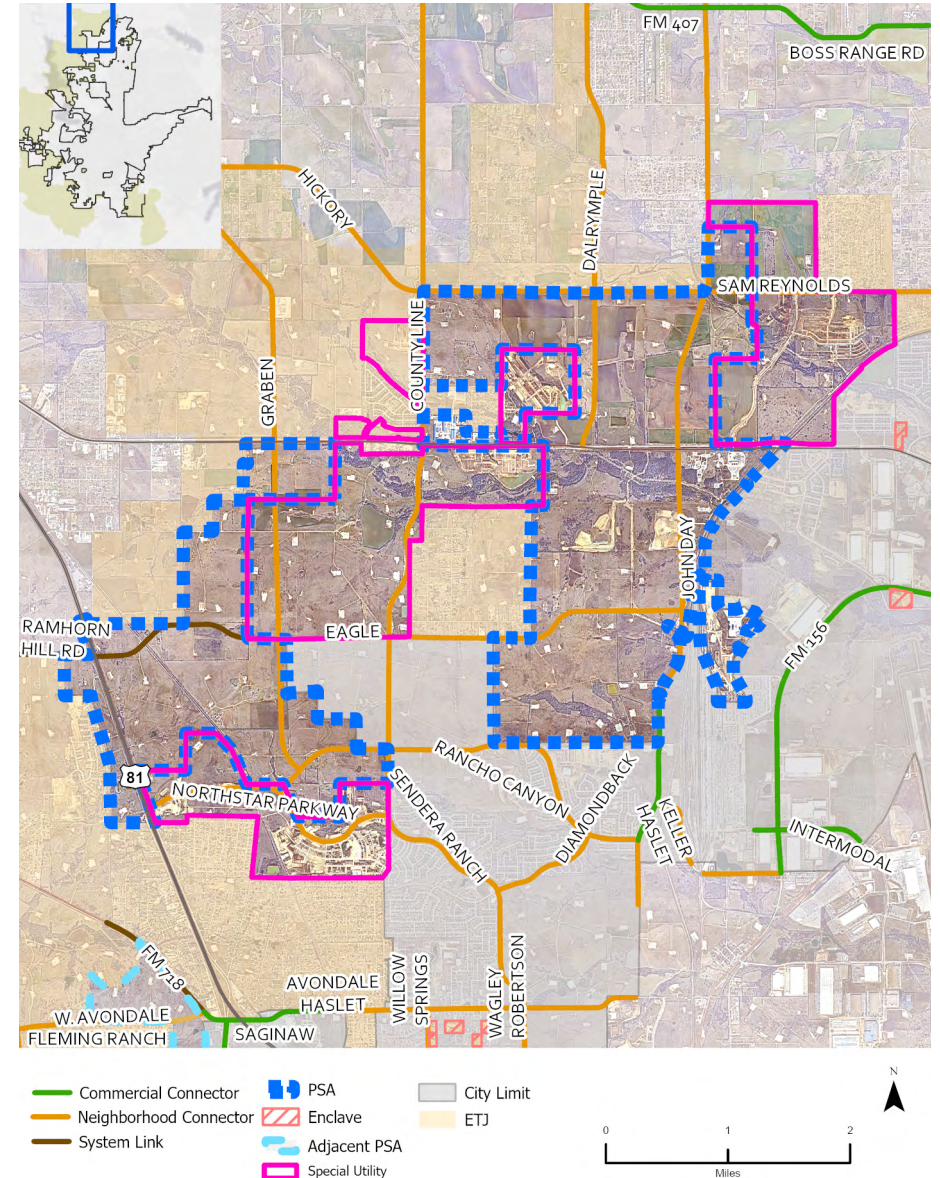 FM 407
BOSS RANGE RD
HICKORY
DALRYMPLE
SAM REYNOLDS
COUNTY LINE
GRABEN
JOHN DAY
RAMHORN
HILL RD
EAGLE
FM 156
81
NORTHSTAR PARKWAY
RANCHO CANYON
SENDERA RANCH
DIAMONDBACK
KELLER
HASLET
INTERMODAL
FM 718
WILLOW
SPRINGS
WAGLEY
ROBERTSON
AVONDALE
HASLET
W. AVONDALE
FLEMING RANCH
SAGINAW
Commercial Connector
Neighborhood Connector
System Link
PSA
Enclave
Adjacent PSA
Special Utility
City Limit
ETJ
N
0 1 2
Miles